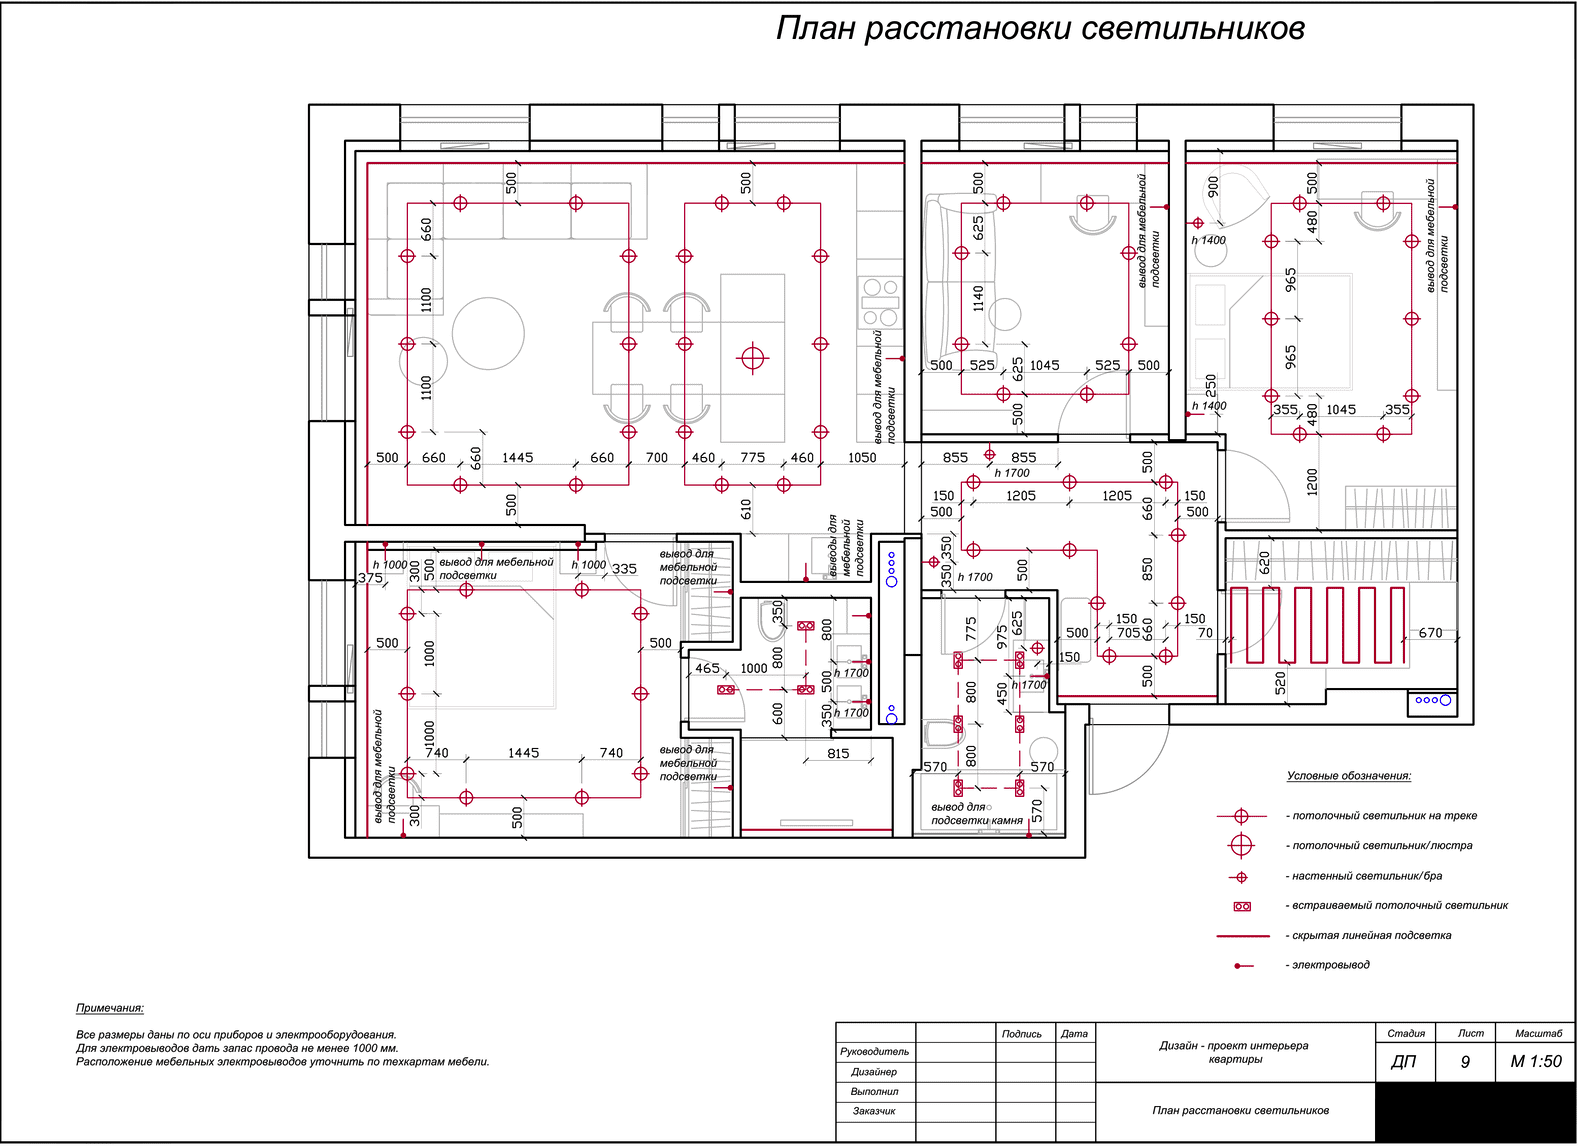 План расстановки светильников
500
500
500
500
900
660
625
480
h 1400
вывод для мебельной
подсветки
вывод для мебельной
подсветки
1100
1140
965
1100
625
965
500
525
1045
525
500
250
h 1400
355
1045
355
вывод для мебельной
подсветки
500
480
500
660
1445
660
700
460
775
460
1050
855
855
660
h 1700
500
1200
150
1205
1205
150
500
500
500
610
660
выводы для
мебельной
подсветки
h 1000
300
500
вывод для мебельной
подсветки
h 1000
335
375
вывод для
мебельной
подсветки
350
350
h 1700
500
850
620
350
800
775
975
625
150
705
150
500
660
70
670
500
500
1000
465
1000
800
500
h 1700
150
h 1700
500
520
h 1700
350
600
800
450
1000
740
1445
740
вывод для
мебельной
подсветки
815
570
800
570
вывод для мебельной
подсветки
300
500
вывод для
подсветки камня
570
Условные обозначения:
- потолочный светильник на треке
- потолочный светильник/люстра
- настенный светильник/бра
- встраиваемый потолочный светильник
- скрытая линейная подсветка
- электровывод
Примечания:
Все размеры даны по оси приборов и электрооборудования.
Для электровыводов дать запас провода не менее 1000 мм.
Расположение мебельных электровыводов уточнить по техкартам мебели.
Подпись
Дата
Руководитель
Дизайнер
Выполнил
Заказчик
Дизайн - проект интерьера
квартиры
Стадия
Лист
Масштаб
ДП
9
М 1:50
План расстановки светильников